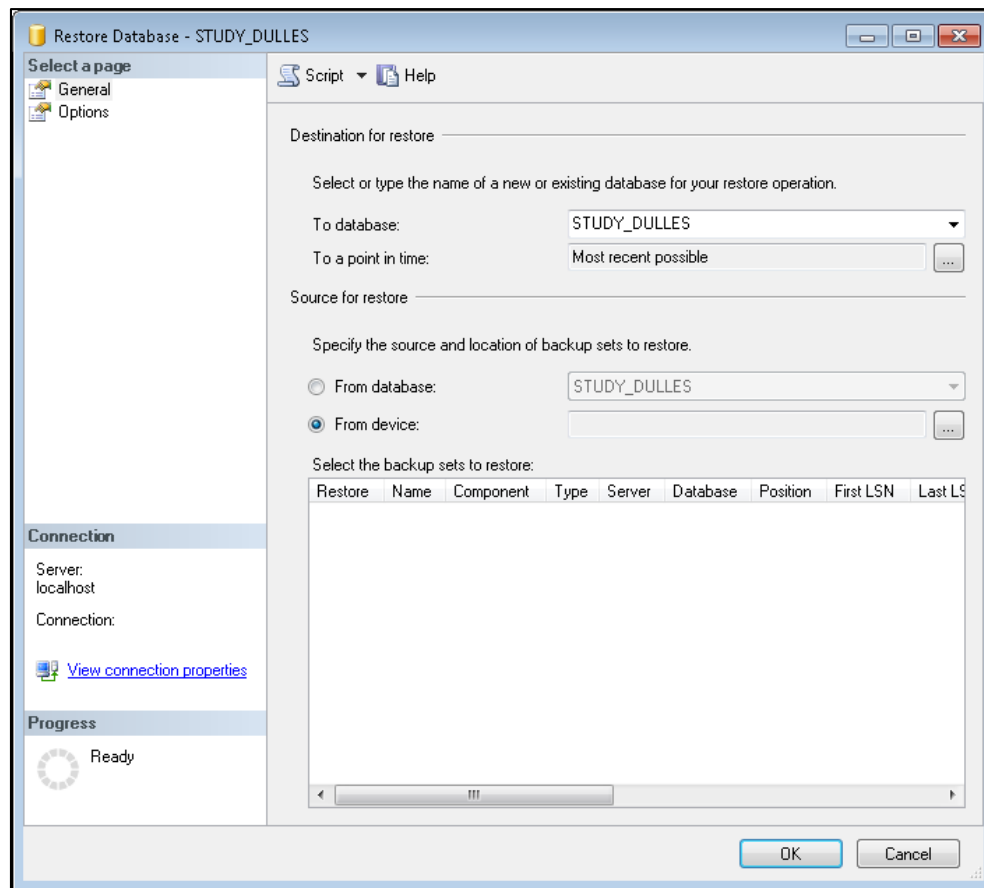 Restore Database - STUDY_DULLES
Select a page
General
Options
Script
Help
Destination for restore
Select or type the name of a new or existing database for your restore operation.
To database:
STUDY_DULLES
To a point in time:
Most recent possible
...
Source for restore
Specify the source and location of backup sets to restore.
From database:
STUDY_DULLES
From device:
...
Select the backup sets to restore:
Restore Name Component Type Server Database Position First LSN Last LS
Connection
Server:
localhost
Connection:
View connection properties
Progress
Ready
OK
Cancel